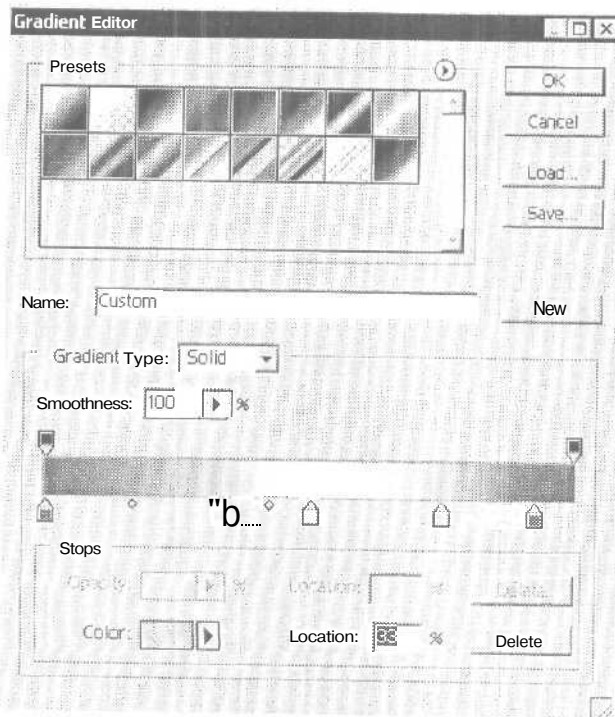 Gradient Editor
Presets
OK
Cancel
Load...
Save...
Name: Custom
New
Gradient Type: Solid
Smoothness: 100 %
"b.....
Stops
Opacity: % Location: % Delete
Color: Location: 33 % Delete